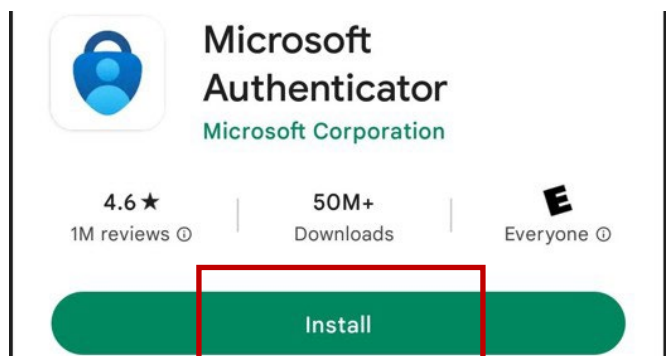 Microsoft
Authenticator
Microsoft Corporation
4.6★ 50M+ E
1M reviews ⓘ Downloads Everyone ⓘ
Install